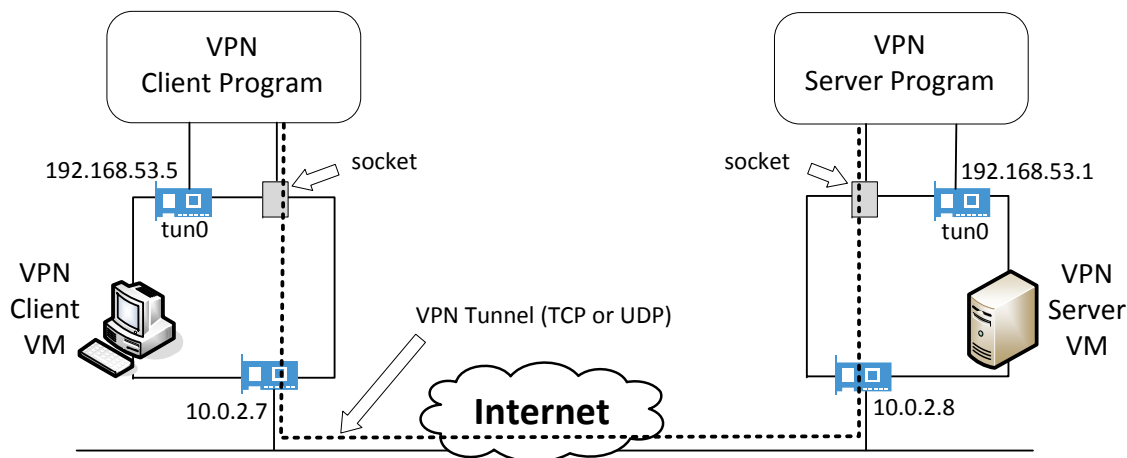 VPN
Client Program
VPN
Server Program
192.168.53.5
socket
socket
192.168.53.1
tun0
tun0
VPN
Client
VM
VPN
Server
VM
VPN Tunnel (TCP or UDP)
Internet
10.0.2.7
10.0.2.8